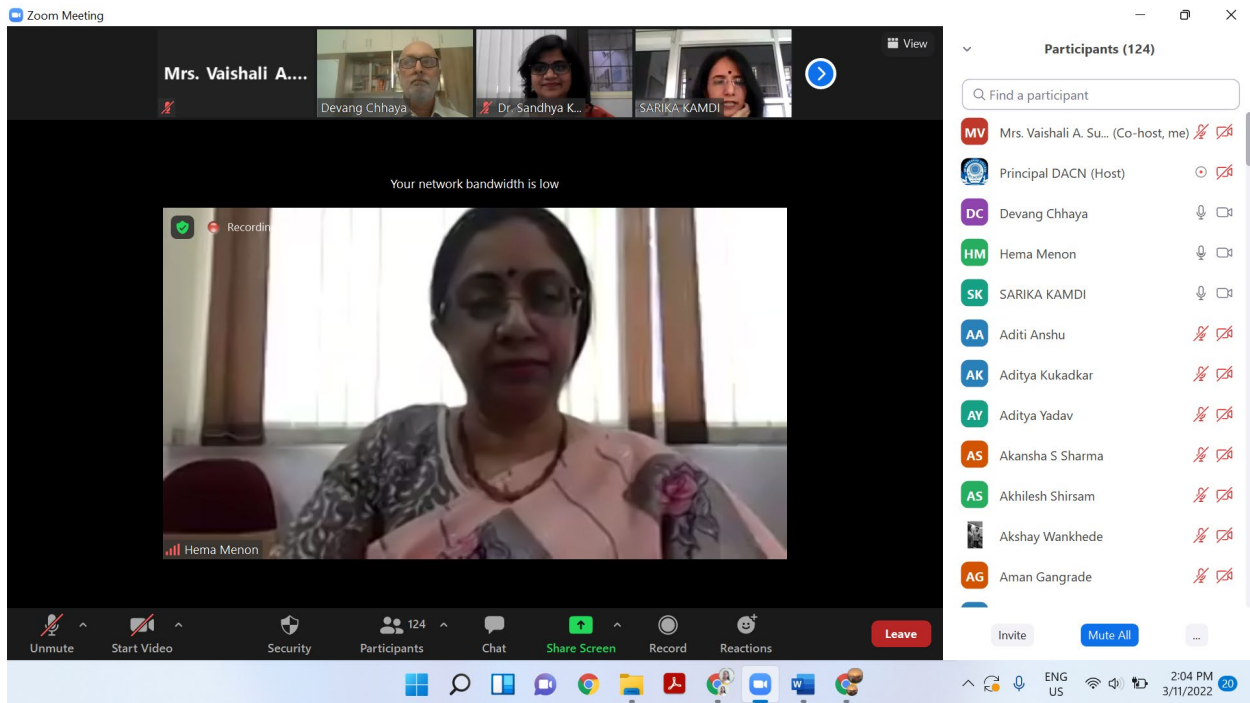 Zoom Meeting
Mrs. Vaishali A....
Devang Chhaya
Dr. Sandhya K...
SARIKA KAMDI
View
Your network bandwidth is low
Recordin
Hema Menon
Participants (124)
Find a participant
MV Mrs. Vaishali A. Su... (Co-host, me)
Principal DACN (Host)
DC Devang Chhaya
HM Hema Menon
SK SARIKA KAMDI
AA Aditi Anshu
AK Aditya Kukadkar
AY Aditya Yadav
AS Akansha S Sharma
AS Akhilesh Shirsam
Akshay Wankhede
AG Aman Gangrade
Invite
Mute All
...
Unmute
Start Video
Security
124
Participants
Chat
Share Screen
Record
Reactions
Leave
ENG
US
2:04 PM
3/11/2022
20